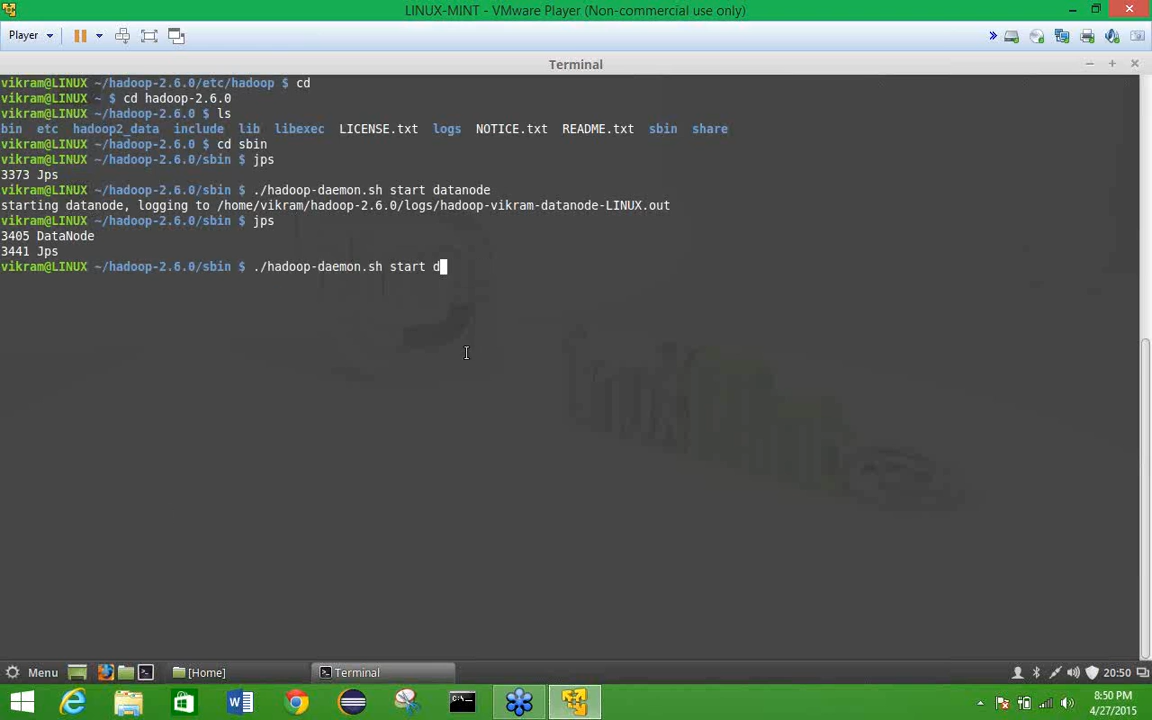 LINUX-MINT - VMware Player (Non-commercial use only)
Player
Terminal
vikram@LINUX ~/hadoop-2.6.0/etc/hadoop $ cd
vikram@LINUX ~ $ cd hadoop-2.6.0
vikram@LINUX ~/hadoop-2.6.0 $ ls
bin etc hadoop2_data include lib libexec LICENSE.txt logs NOTICE.txt README.txt sbin share
vikram@LINUX ~/hadoop-2.6.0 $ cd sbin
vikram@LINUX ~/hadoop-2.6.0/sbin $ jps
3373 Jps
vikram@LINUX ~/hadoop-2.6.0/sbin $ ./hadoop-daemon.sh start datanode
starting datanode, logging to /home/vikram/hadoop-2.6.0/logs/hadoop-vikram-datanode-LINUX.out
vikram@LINUX ~/hadoop-2.6.0/sbin $ jps
3405 DataNode
3441 Jps
vikram@LINUX ~/hadoop-2.6.0/sbin $ ./hadoop-daemon.sh start d
Menu [Home] Terminal 20:50
8:50 PM
4/27/2015